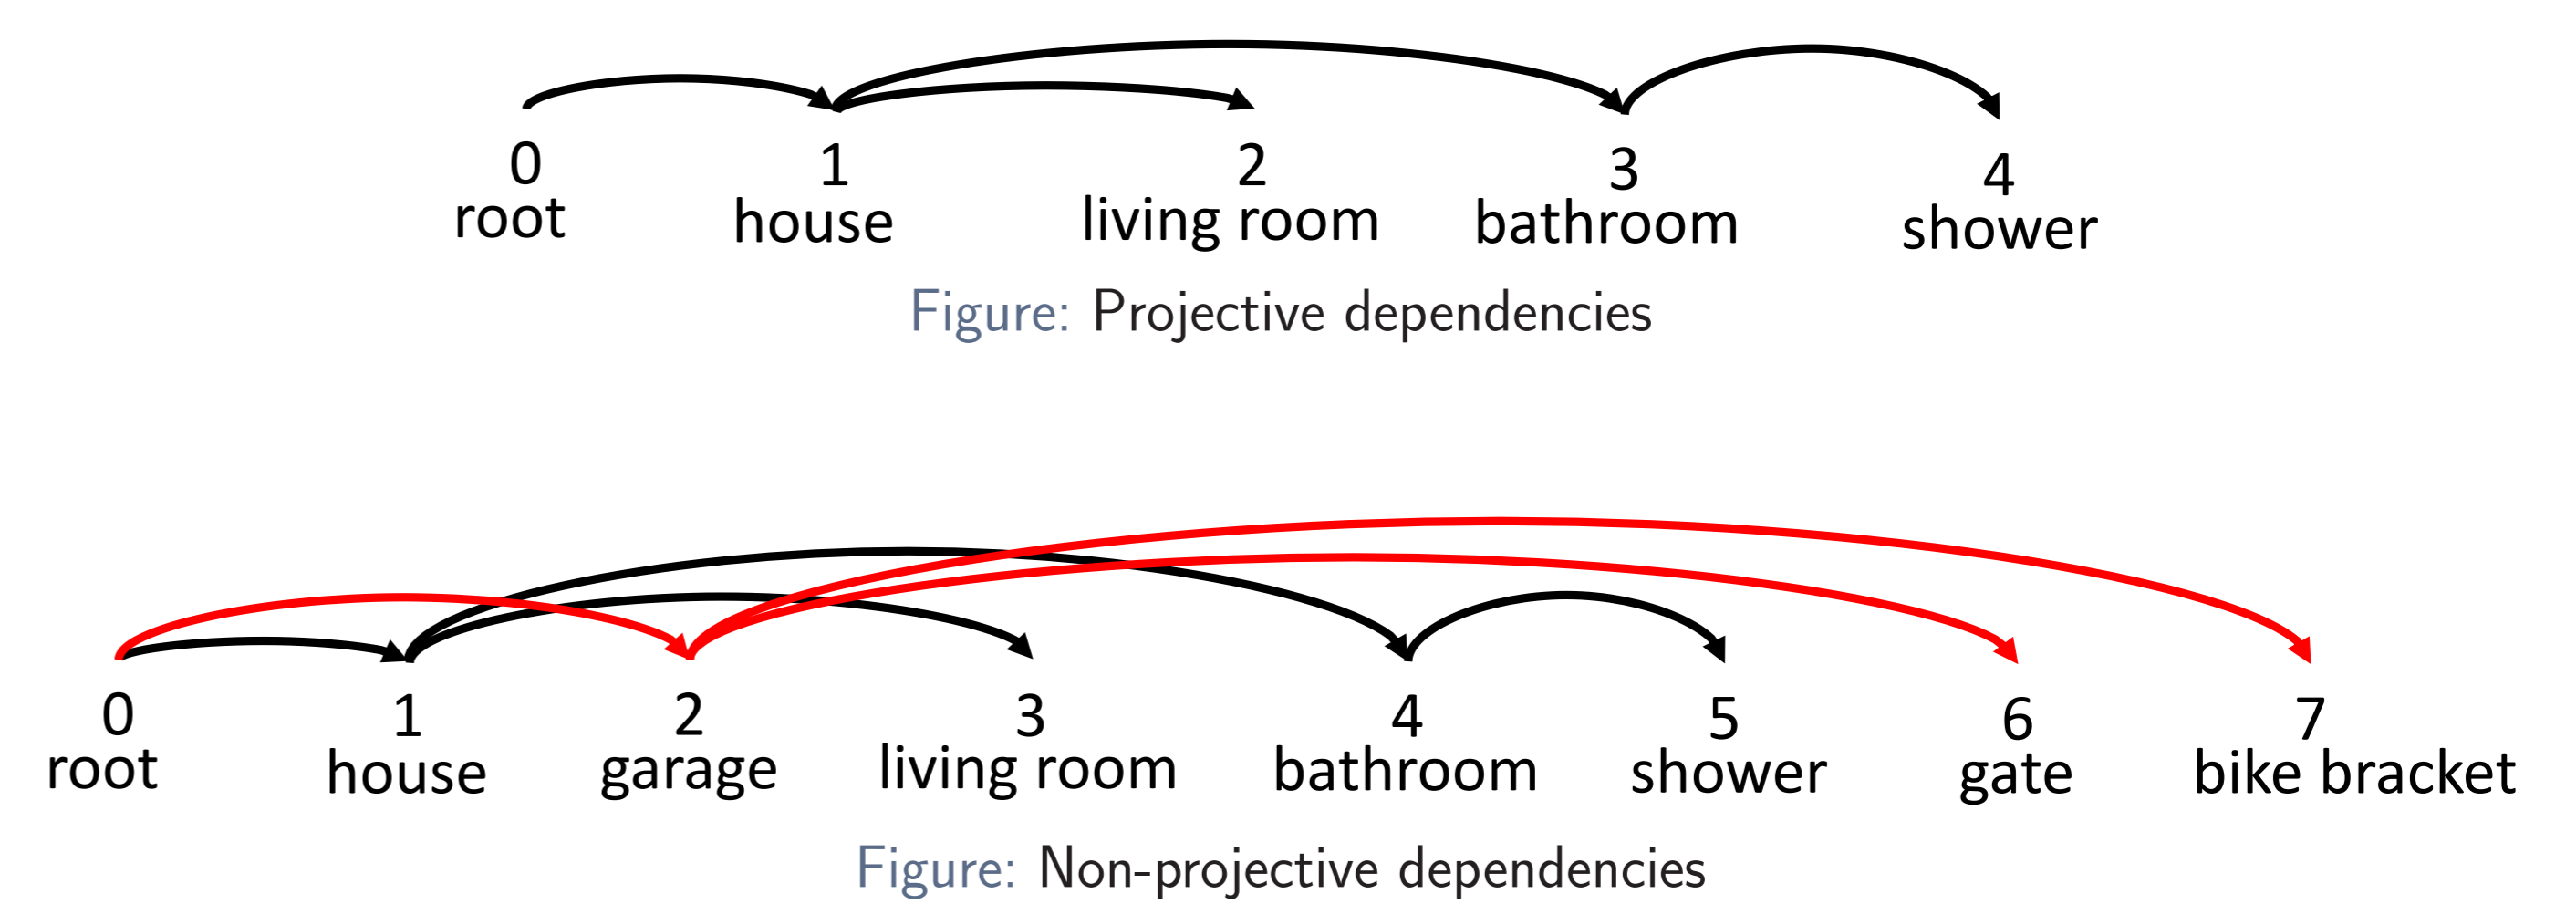 0 1 2 3 4
root house living room bathroom shower
Figure: Projective dependencies
0 1 2 3 4 5 6 7
root house garage living room bathroom shower gate bike bracket
Figure: Non-projective dependencies